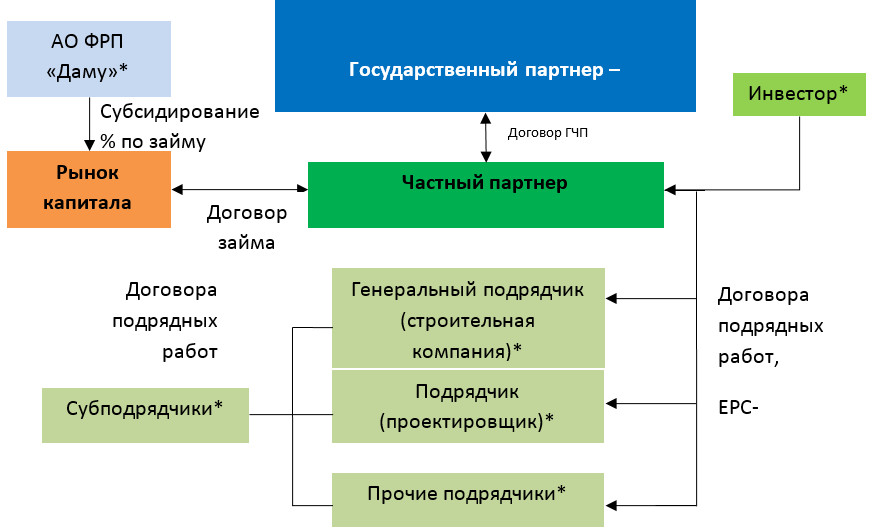 АО ФРП
«Даму»*
Государственный партнер –
Инвестор*
Субсидирование
% по займу
Договор ГЧП
Рынок
капитала
Частный партнер
Договор
займа
Договора
подрядных
работ
Генеральный подрядчик
(строительная
компания)*
Договора
подрядных
работ,
EPC-
Субподрядчики*
Подрядчик
(проектировщик)*
Прочие подрядчики*